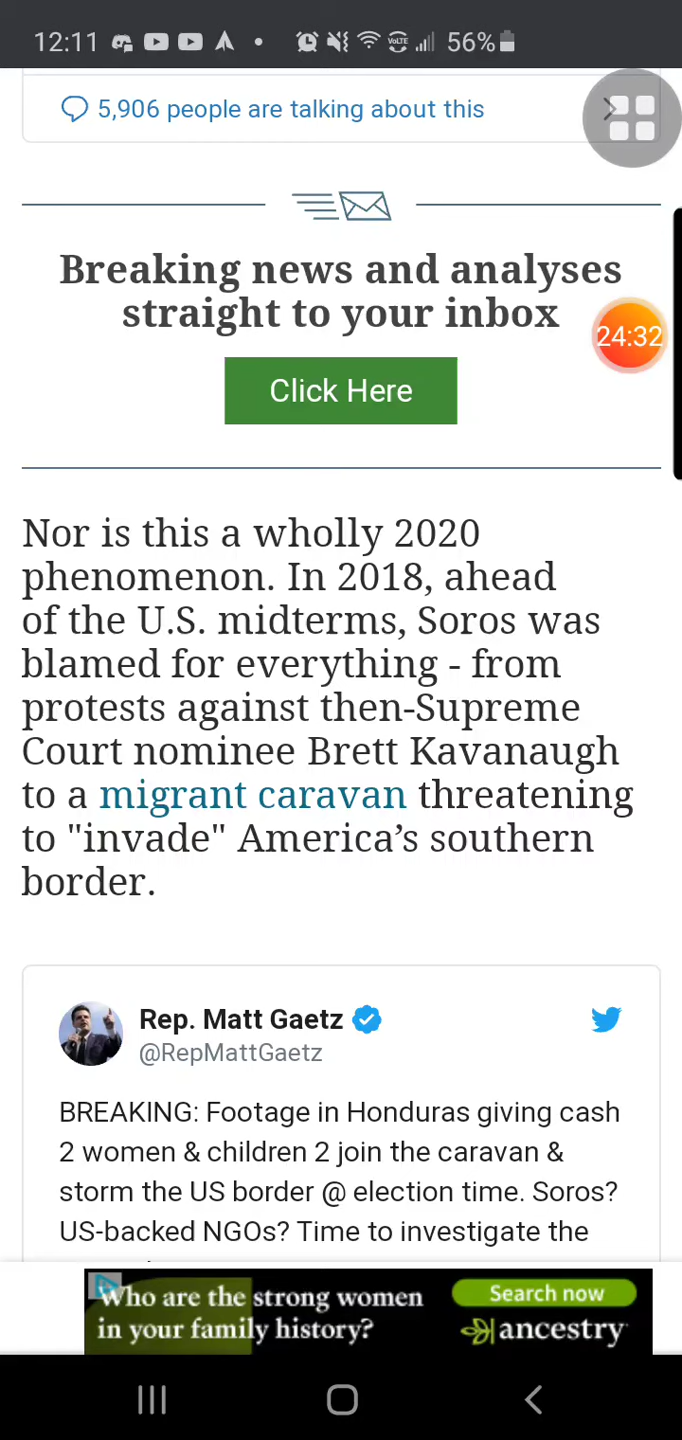 12:11
VoLTE
56%
5,906 people are talking about this
Breaking news and analyses
straight to your inbox
24:32
Click Here
Nor is this a wholly 2020
phenomenon. In 2018, ahead
of the U.S. midterms, Soros was
blamed for everything - from
protests against then-Supreme
Court nominee Brett Kavanaugh
to a migrant caravan threatening
to "invade" America’s southern
border.
Rep. Matt Gaetz
@RepMattGaetz
BREAKING: Footage in Honduras giving cash
2 women & children 2 join the caravan &
storm the US border @ election time. Soros?
US-backed NGOs? Time to investigate the
Who are the strong women
in your family history?
Search now
ancestry